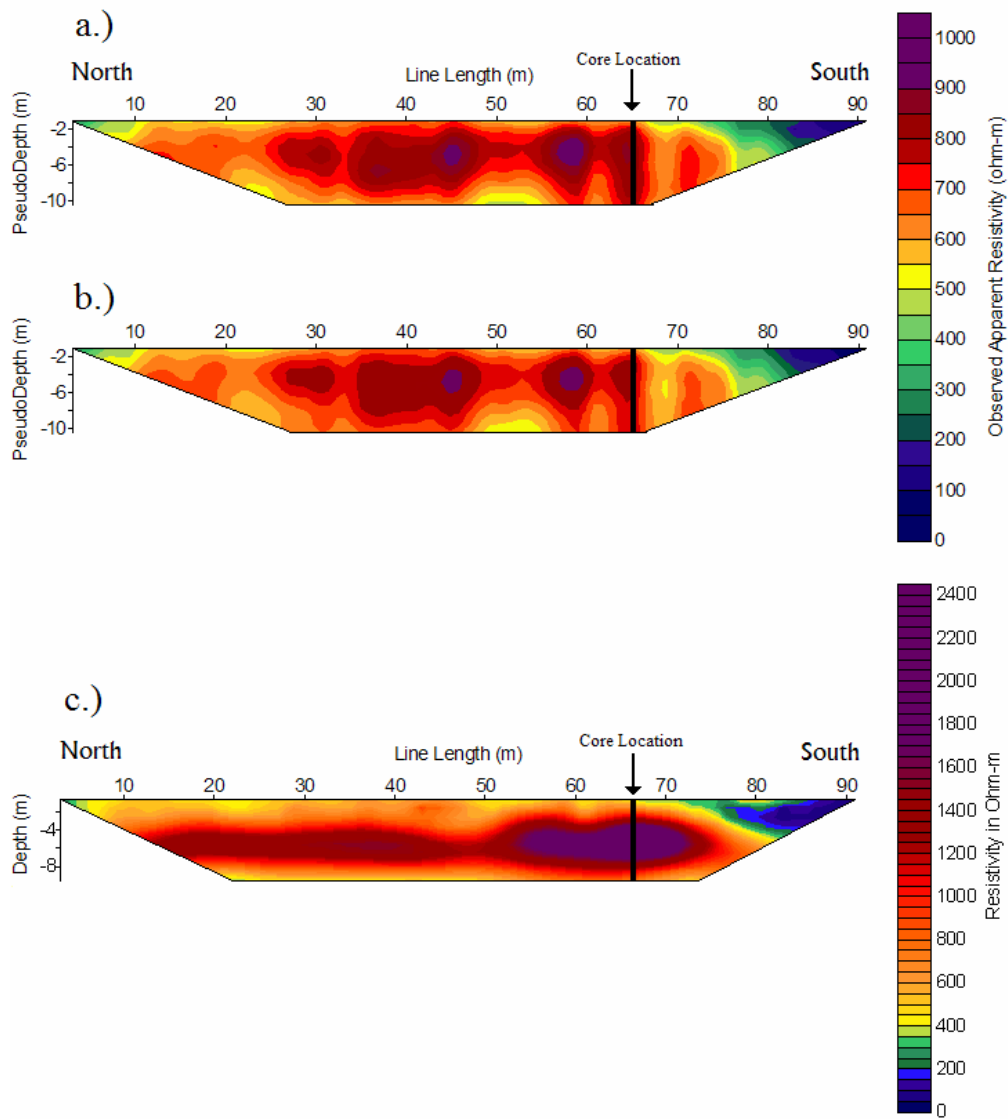 a.)
North
Line Length (m)
Core Location
South
10 20 30 40 50 60 70 80 90
PseudoDepth (m)
-2
-6
-10
b.)
10 20 30 40 50 60 70 80 90
PseudoDepth (m)
-2
-6
-10
1000
900
800
700
600
500
400
300
200
100
0
Observed Apparent Resistivity (ohm-m)
c.)
North
Line Length (m)
Core Location
South
10 20 30 40 50 60 70 80 90
Depth (m)
-4
-8
2400
2200
2000
1800
1600
1400
1200
1000
800
600
400
200
0
Resistivity in Ohm-m